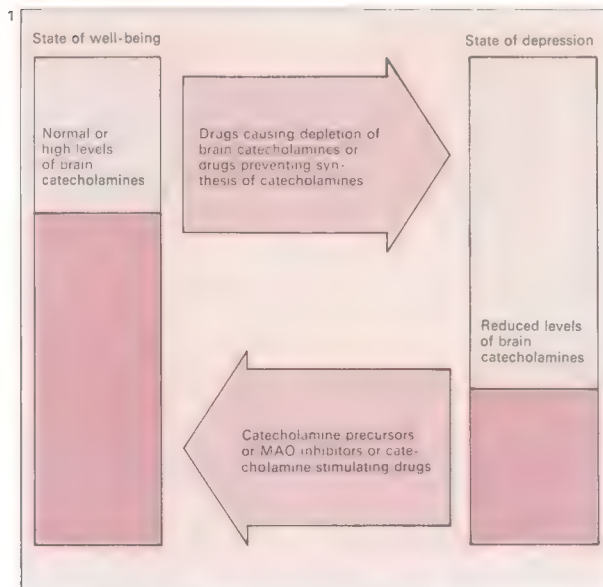 1
State of well-being
State of depression
Normal or
high levels
of brain
catecholamines
Drugs causing depletion of
brain catecholamines or
drugs preventing syn-
thesis of catecholamines
Reduced levels
of brain
catecholamines
Catecholamine precursors
or MAO inhibitors or cate-
cholamine stimulating drugs